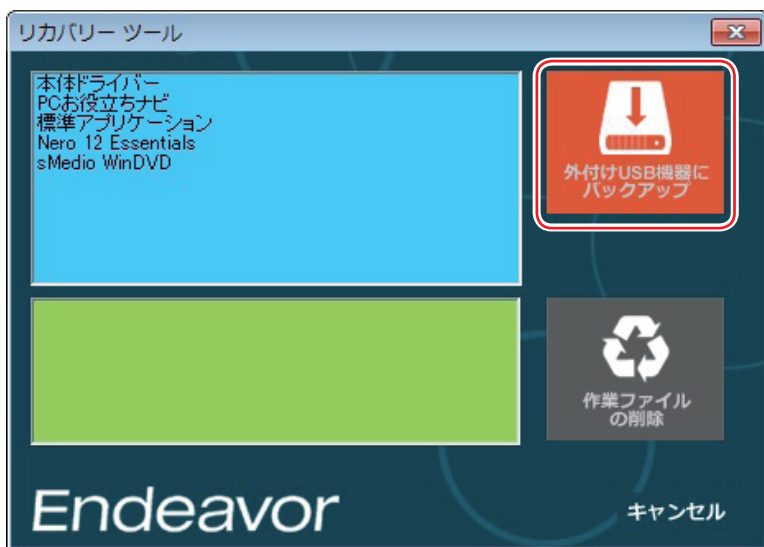 リカバリー ツール
本体ドライバー
PCお役立ちナビ
標準アプリケーション
Nero 12 Essentials
sMedio WinDVD
外付けUSB機器に
バックアップ
作業ファイル
の削除
Endeavor
キャンセル